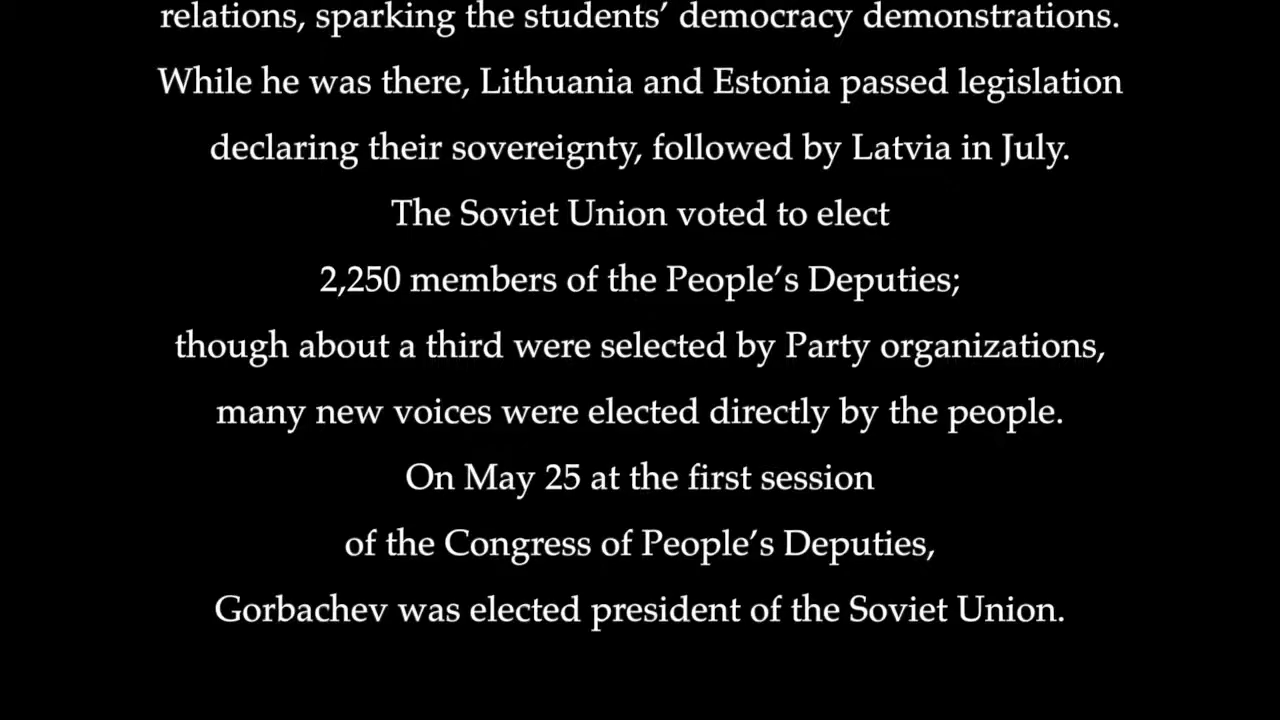 relations, sparking the students’ democracy demonstrations.
While he was there, Lithuania and Estonia passed legislation
declaring their sovereignty, followed by Latvia in July.
The Soviet Union voted to elect
2,250 members of the People’s Deputies;
though about a third were selected by Party organizations,
many new voices were elected directly by the people.
On May 25 at the first session
of the Congress of People’s Deputies,
Gorbachev was elected president of the Soviet Union.